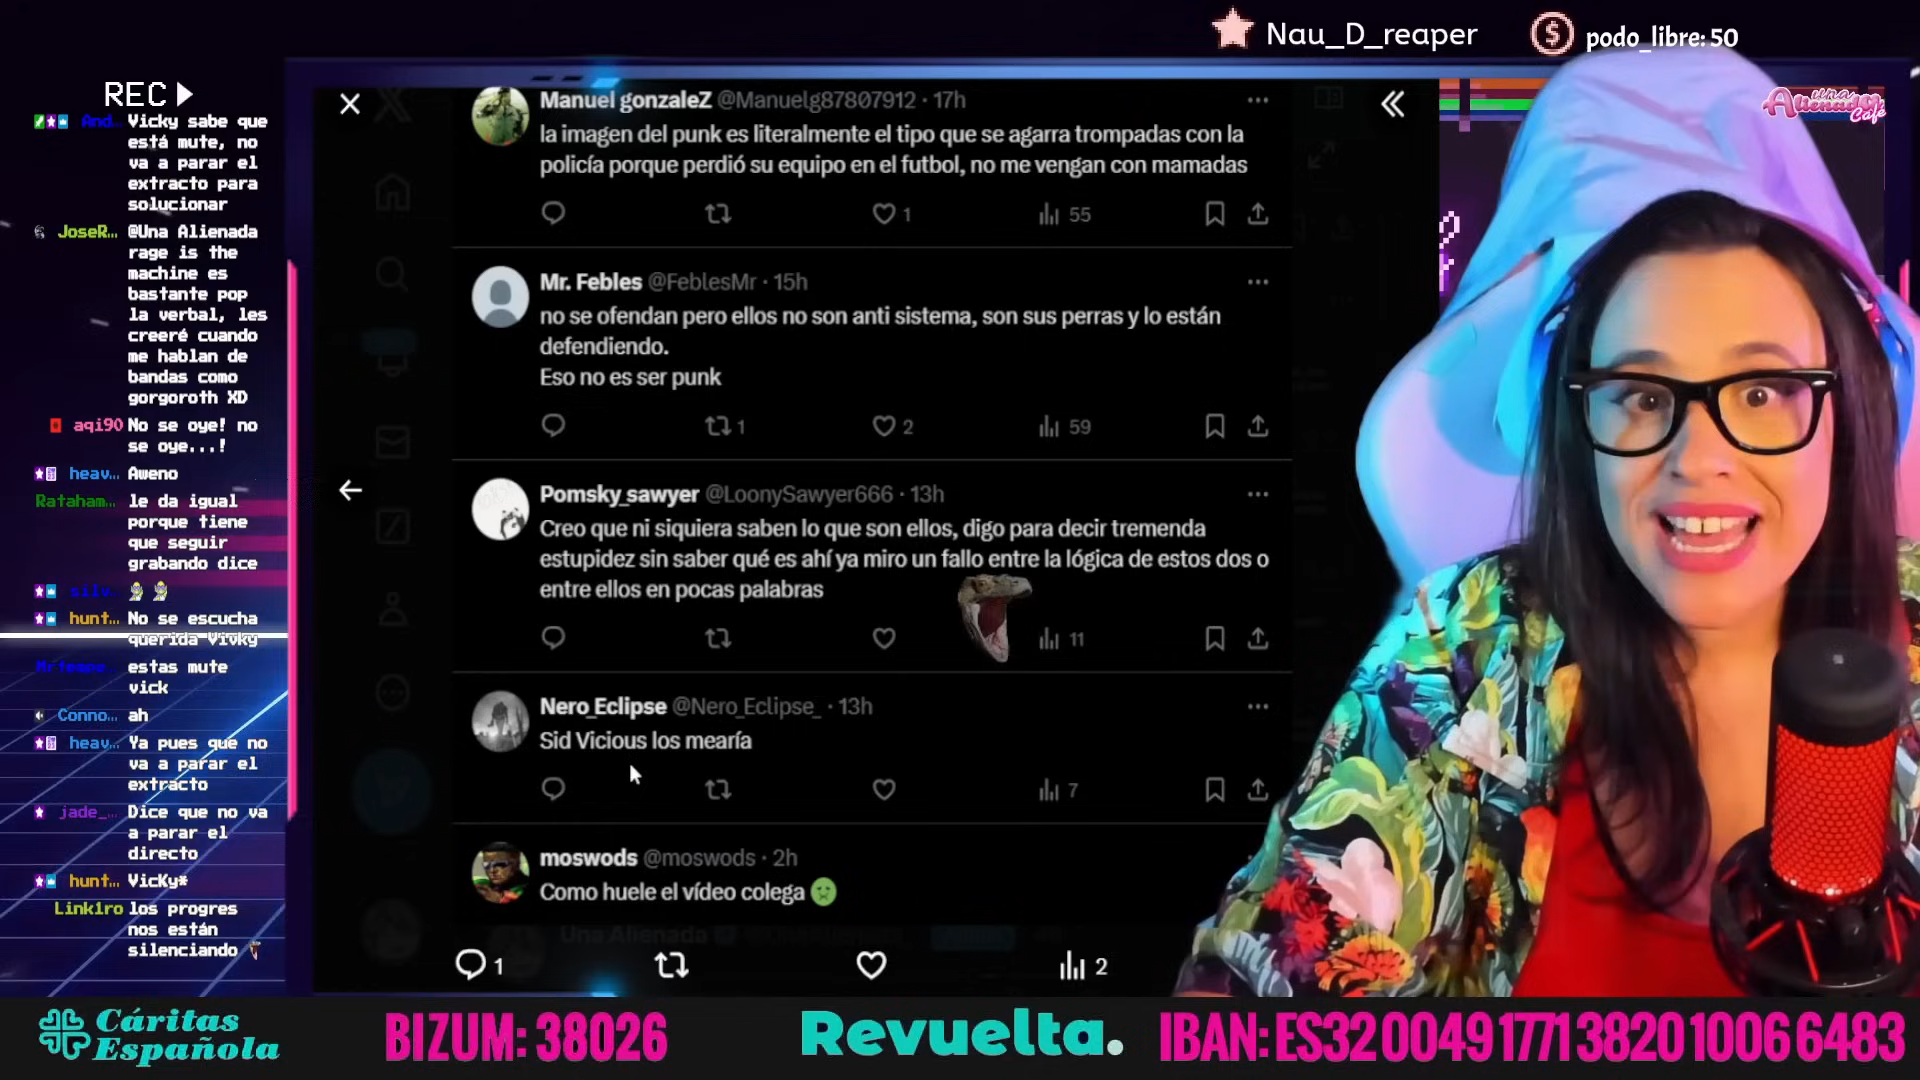 Nau_D_reaper
podo_libre: 50
REC
una
Alienada
Café
And... Vicky sabe que
está mute, no
va a parar el
extracto para
solucionar
JoseR... @Una Alienada
rage is the
machine es
bastante pop
la verbal, les
creeré cuando
me hablan de
bandas como
gorgoroth XD
aqi90 No se oye! no
se oye...!
heav... Aweno
Rataham... le da igual
porque tiene
que seguir
grabando dice
silv...
hunt... No se escucha
querida Vivky
estas mute
vick
Conno... ah
heav... Ya pues que no
va a parar el
extracto
jade_... Dice que no va
a parar el
directo
hunt... VicKy*
Link1ro los progres
nos están
silenciando
Manuel gonzaleZ @Manuelg87807912 · 17h
la imagen del punk es literalmente el tipo que se agarra trompadas con la
policía porque perdió su equipo en el futbol, no me vengan con mamadas
1 55
Mr. Febles @FeblesMr · 15h
no se ofendan pero ellos no son anti sistema, son sus perras y lo están
defendiendo.
Eso no es ser punk
1 2 59
Pomsky_sawyer @LoonySawyer666 · 13h
Creo que ni siquiera saben lo que son ellos, digo para decir tremenda
estupidez sin saber qué es ahí ya miro un fallo entre la lógica de estos dos o
entre ellos en pocas palabras
11
Nero_Eclipse @Nero_Eclipse_ · 13h
Sid Vicious los mearía
7
moswods @moswods · 2h
Como huele el vídeo colega
Una Alienada
1 2
Cáritas
Española
BIZUM: 38026
Revuelta.
IBAN: ES32 0049 1771 3820 1006 6483